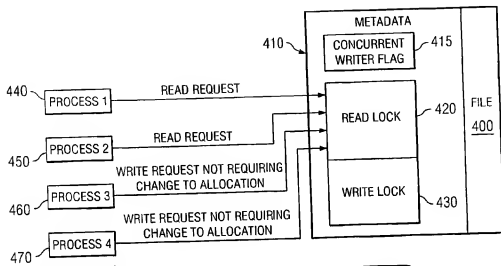 METADATA
410
CONCURRENT
WRITER FLAG
415
440
PROCESS 1
READ REQUEST
READ LOCK
420
FILE
400
450
PROCESS 2
READ REQUEST
WRITE REQUEST NOT REQUIRING
CHANGE TO ALLOCATION
460
PROCESS 3
WRITE LOCK
430
WRITE REQUEST NOT REQUIRING
CHANGE TO ALLOCATION
470
PROCESS 4